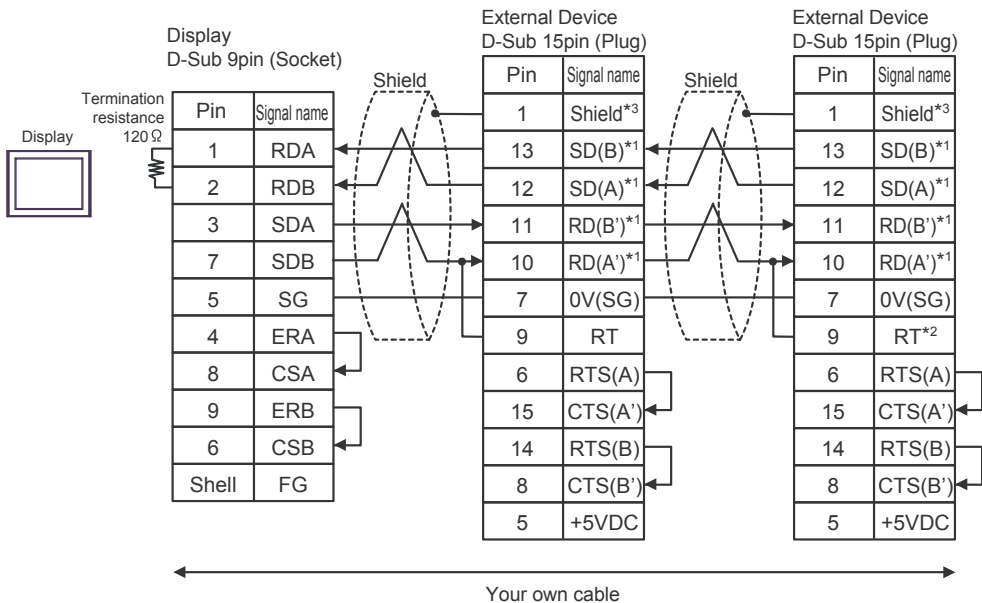 External Device
D-Sub 15pin (Plug)
External Device
D-Sub 15pin (Plug)
Display
D-Sub 9pin (Socket)
Shield
Shield
Termination
resistance
120Ω
Display
Pin Signal name
1 RDA
2 RDB
3 SDA
7 SDB
5 SG
4 ERA
8 CSA
9 ERB
6 CSB
Shell FG
Pin Signal name
1 Shield*3
13 SD(B)*1
12 SD(A)*1
11 RD(B')*1
10 RD(A')*1
7 0V(SG)
9 RT
6 RTS(A)
15 CTS(A')
14 RTS(B)
8 CTS(B')
5 +5VDC
Pin Signal name
1 Shield*3
13 SD(B)*1
12 SD(A)*1
11 RD(B')*1
10 RD(A')*1
7 0V(SG)
9 RT*2
6 RTS(A)
15 CTS(A')
14 RTS(B)
8 CTS(B')
5 +5VDC
Your own cable